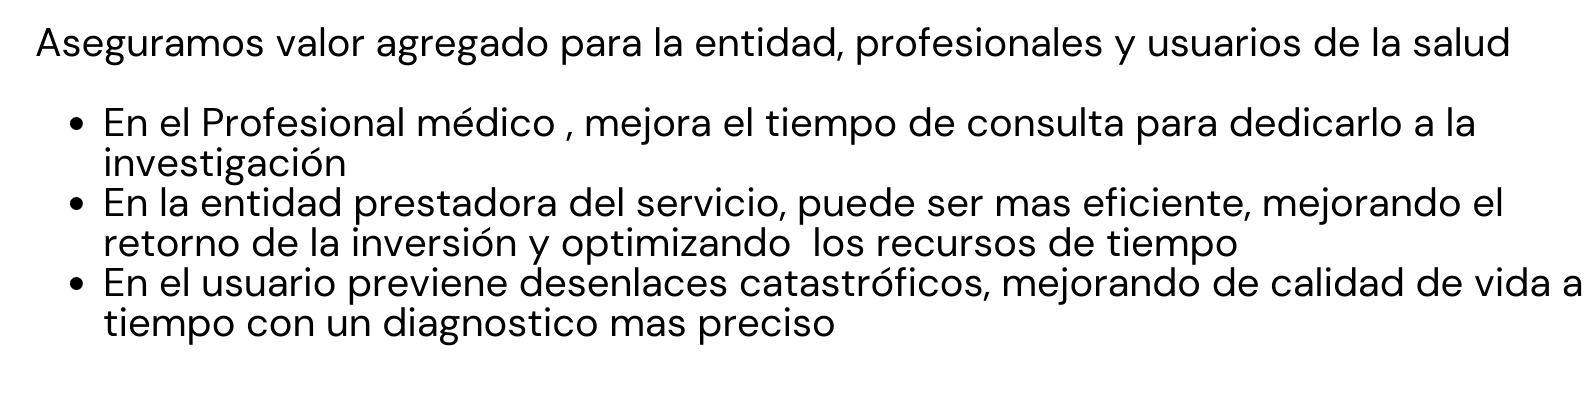 Aseguramos valor agregado para la entidad, profesionales y usuarios de la salud
• En el Profesional médico , mejora el tiempo de consulta para dedicarlo a la
investigación
• En la entidad prestadora del servicio, puede ser mas eficiente, mejorando el
retorno de la inversión y optimizando  los recursos de tiempo
• En el usuario previene desenlaces catastróficos, mejorando de calidad de vida a
tiempo con un diagnostico mas preciso